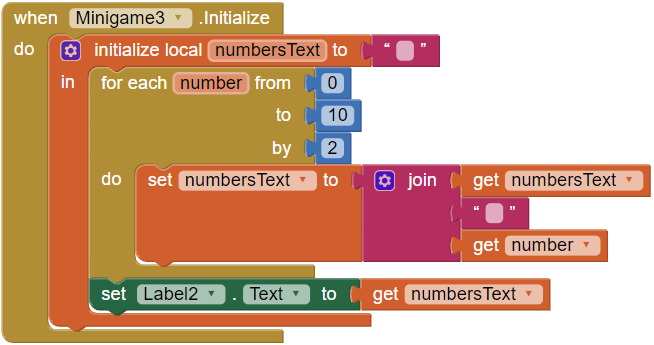 when Minigame3 .Initialize
do initialize local numbersText to “ ”
in for each number from 0
to 10
by 2
do set numbersText to join get numbersText
“ ”
get number
set Label2 . Text to get numbersText